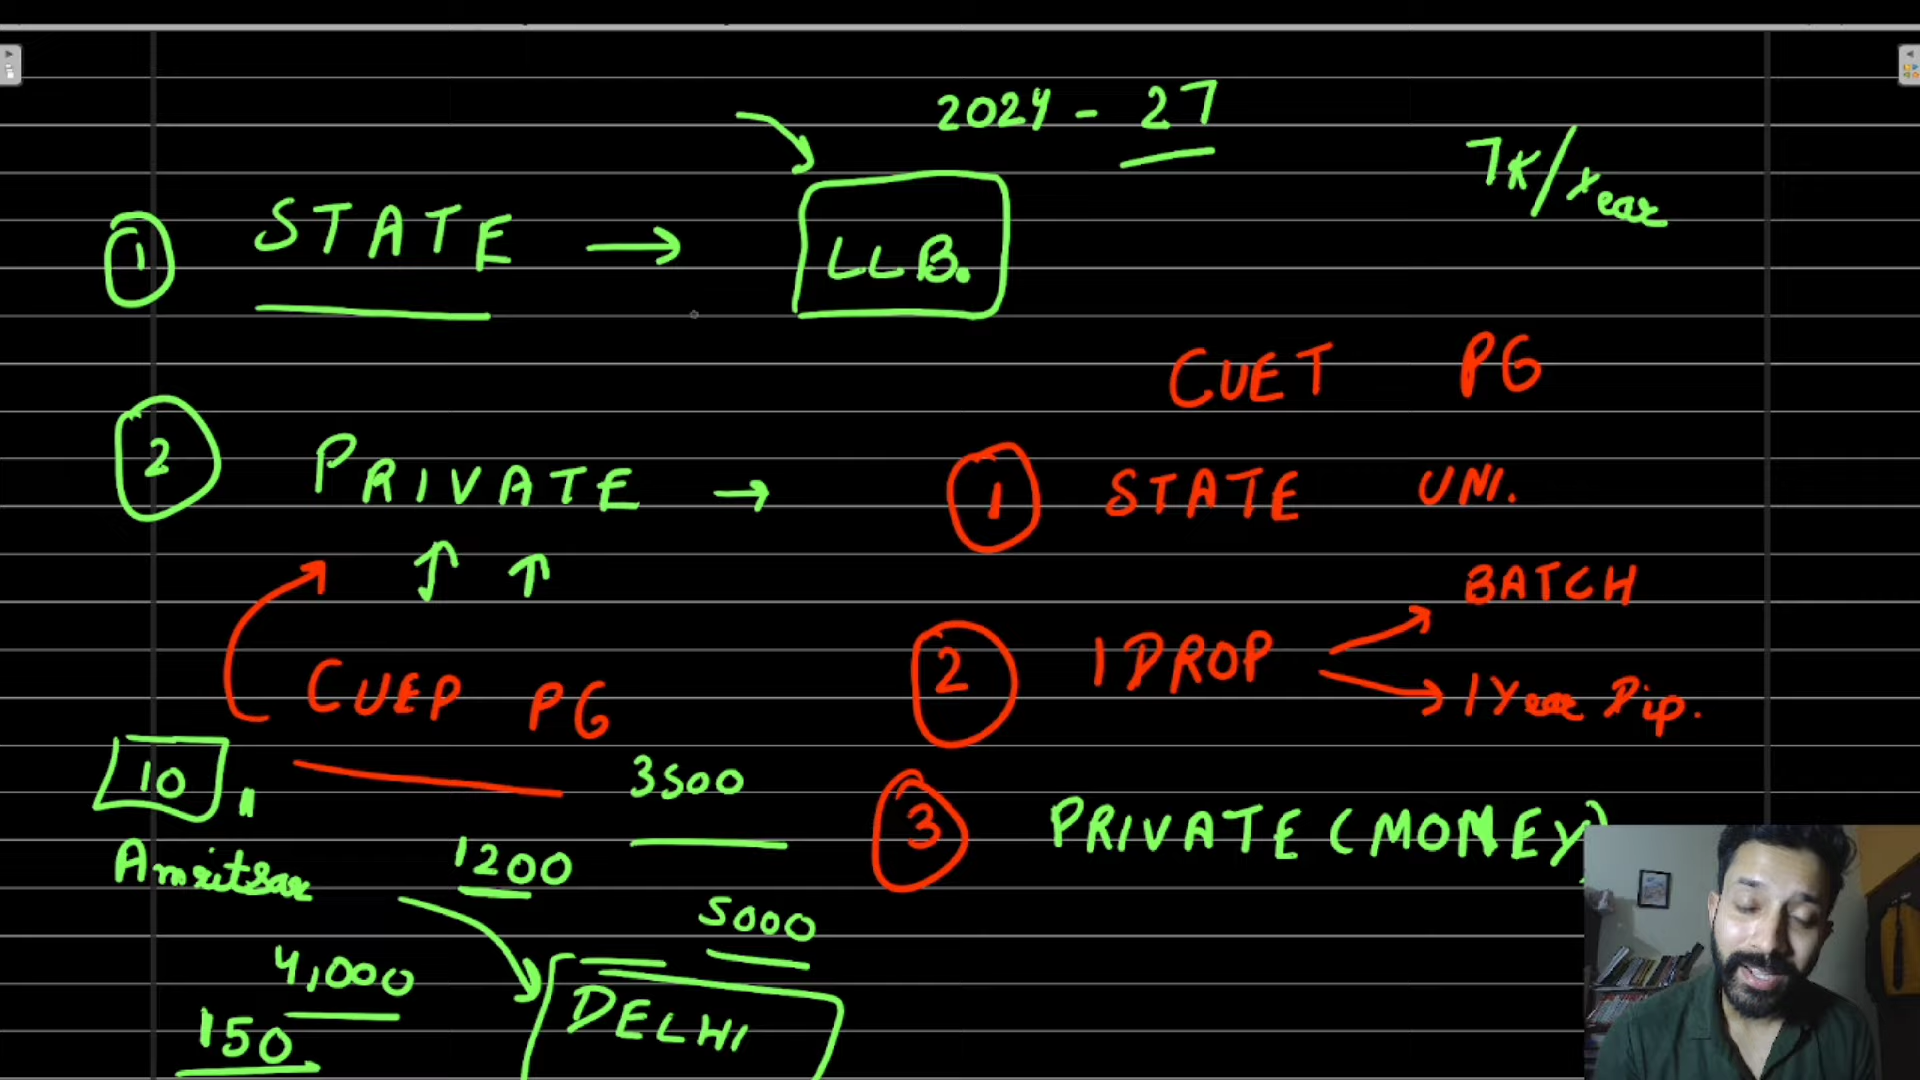 2024 - 27
7K/Year
1 STATE → LLB.
CUET PG
2 PRIVATE →
1 STATE UNI.
BATCH
2 1 DROP
1 Year Dip.
CUEP PG
10
3500
3 PRIVATE (MONEY)
Amritsar
1200
5000
4,000
DELHI
150